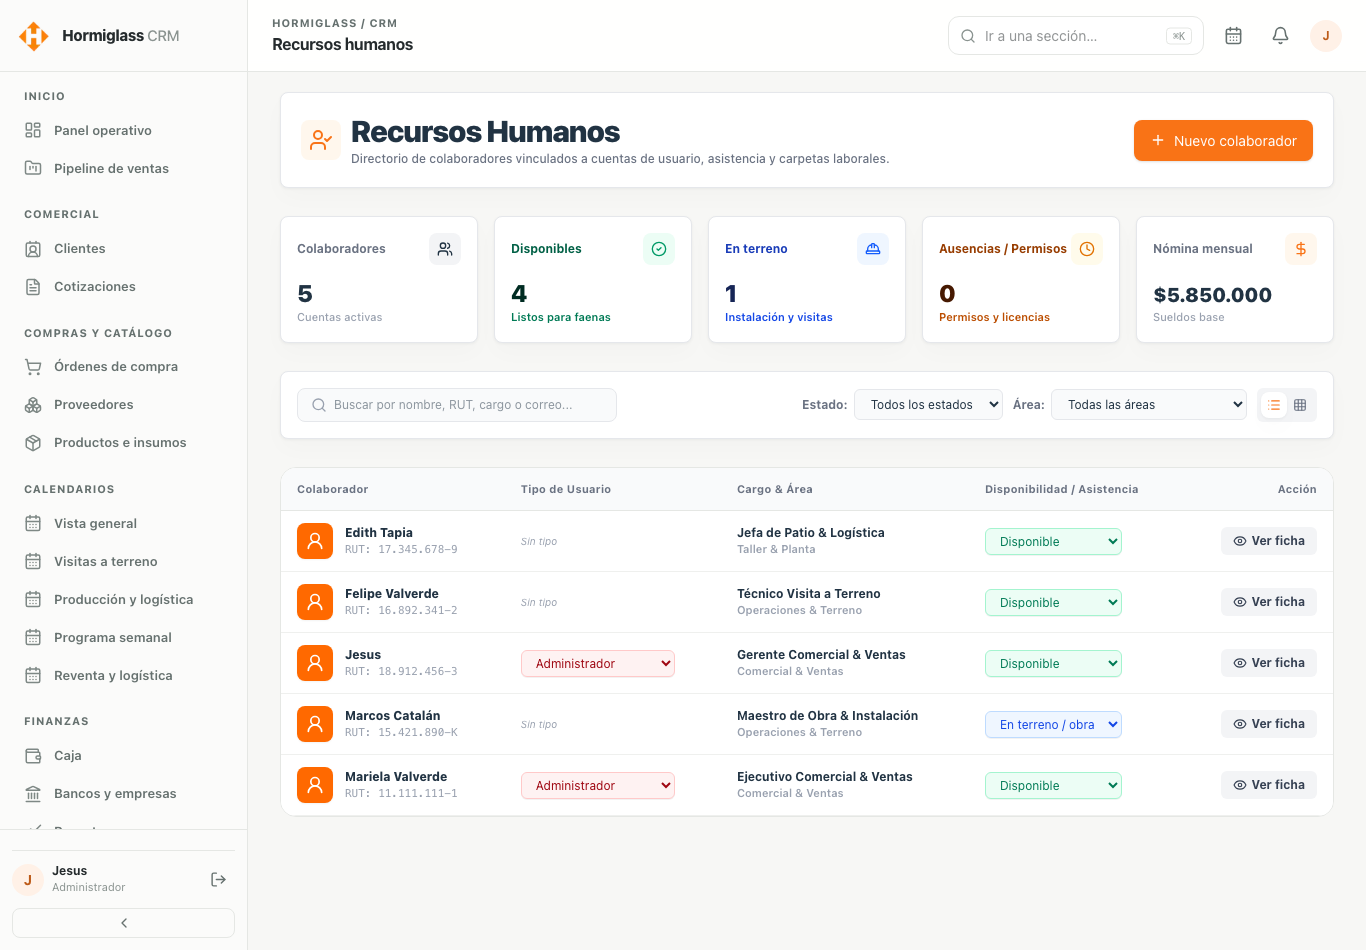 Hormiglass CRM
INICIO
Panel operativo
Pipeline de ventas
COMERCIAL
Clientes
Cotizaciones
COMPRAS Y CATÁLOGO
Órdenes de compra
Proveedores
Productos e insumos
CALENDARIOS
Vista general
Visitas a terreno
Producción y logística
Programa semanal
Reventa y logística
FINANZAS
Caja
Bancos y empresas
Jesus
Administrador
HORMIGLASS / CRM
Recursos humanos
Ir a una sección... ⌘K
J
J
Recursos Humanos
Directorio de colaboradores vinculados a cuentas de usuario, asistencia y carpetas laborales.
+ Nuevo colaborador
Colaboradores
5
Cuentas activas
Disponibles
4
Listos para faenas
En terreno
1
Instalación y visitas
Ausencias / Permisos
0
Permisos y licencias
Nómina mensual
$5.850.000
Sueldos base
Buscar por nombre, RUT, cargo o correo...
Estado: Todos los estados Área: Todas las áreas
Colaborador Tipo de Usuario Cargo & Área Disponibilidad / Asistencia Acción
Edith Tapia
RUT: 17.345.678-9
Sin tipo
Jefa de Patio & Logística
Taller & Planta
Disponible
Ver ficha
Felipe Valverde
RUT: 16.892.341-2
Sin tipo
Técnico Visita a Terreno
Operaciones & Terreno
Disponible
Ver ficha
Jesus
RUT: 18.912.456-3
Administrador
Gerente Comercial & Ventas
Comercial & Ventas
Disponible
Ver ficha
Marcos Catalán
RUT: 15.421.890-K
Sin tipo
Maestro de Obra & Instalación
Operaciones & Terreno
En terreno / obra
Ver ficha
Mariela Valverde
RUT: 11.111.111-1
Administrador
Ejecutivo Comercial & Ventas
Comercial & Ventas
Disponible
Ver ficha